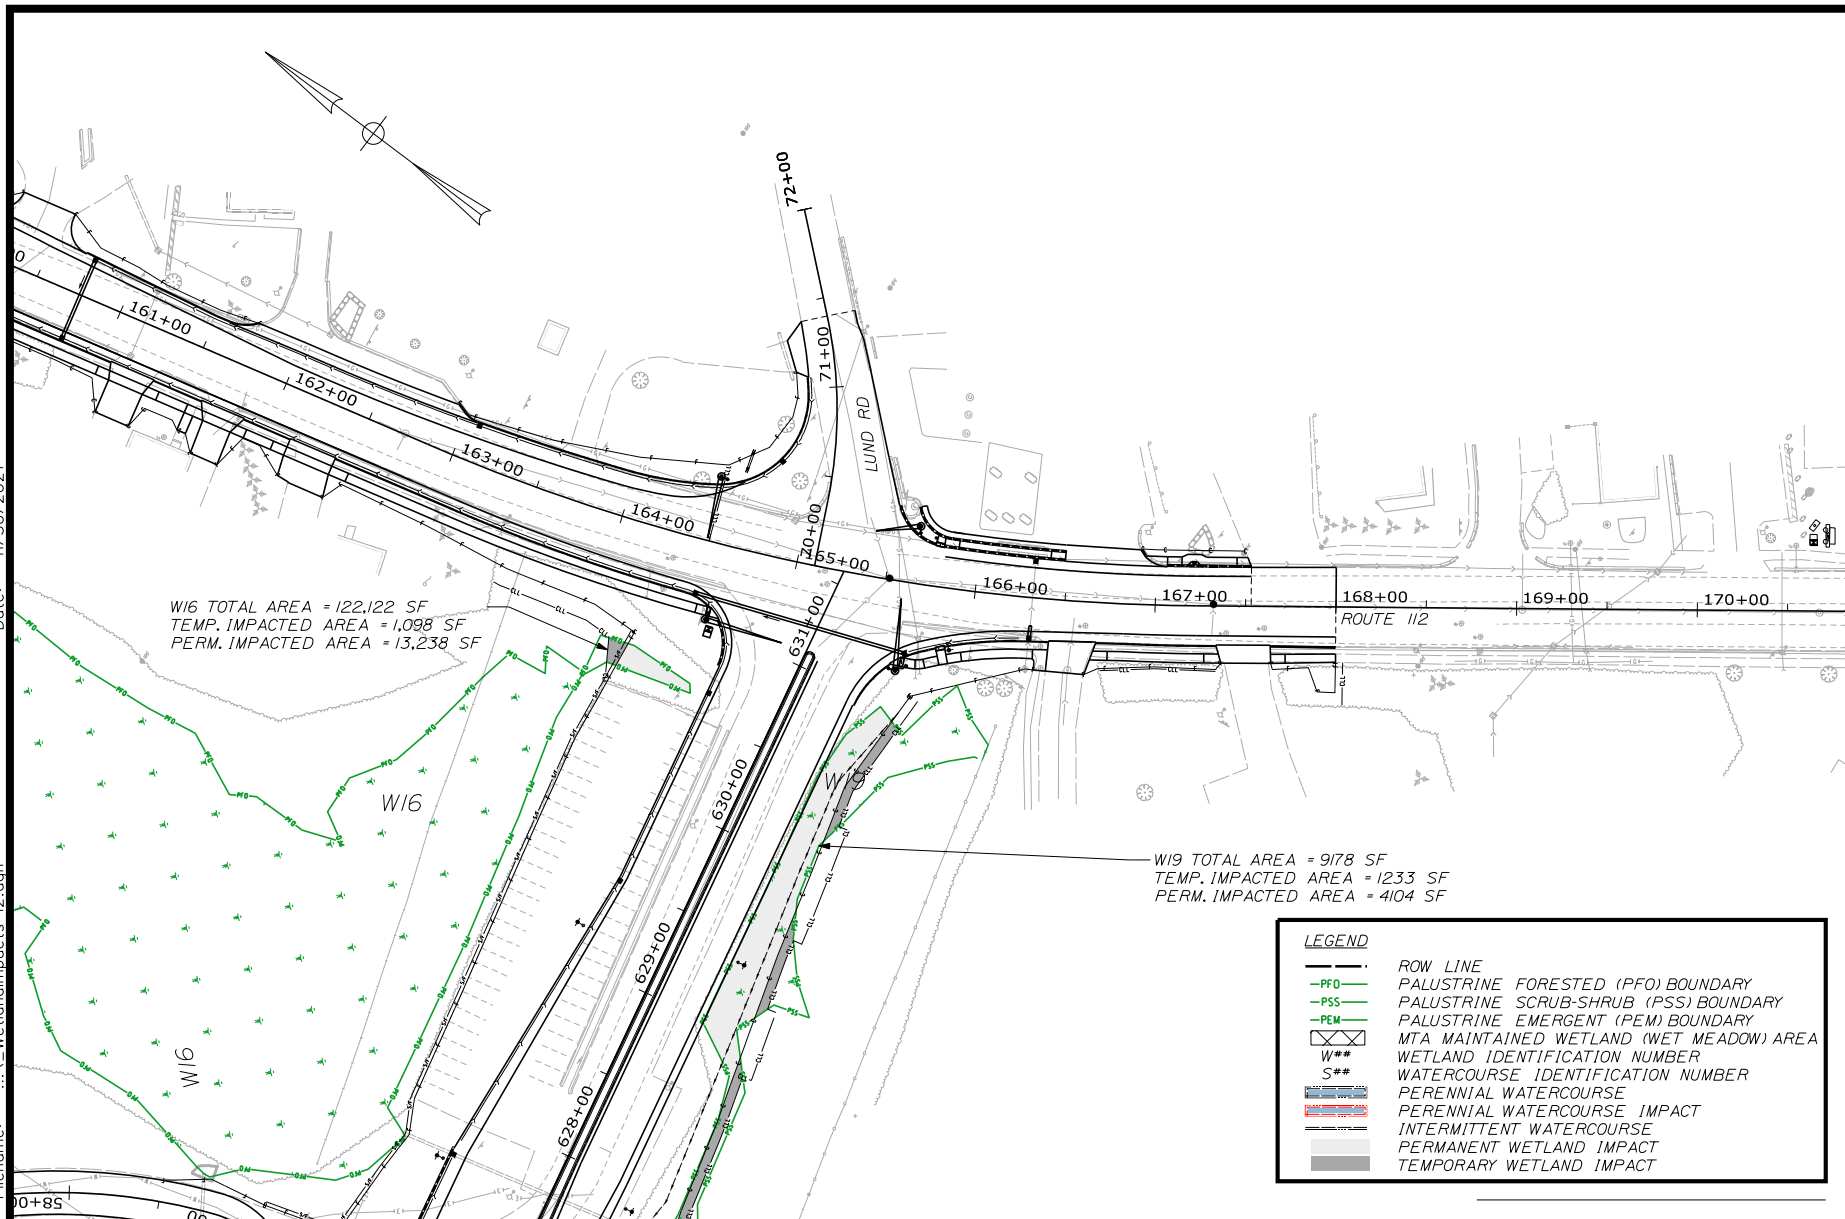 72+00
71+00
LUND RD
70+00
161+00
162+00
163+00
164+00
165+00
166+00
167+00
168+00
169+00
170+00
ROUTE 112
631+00
630+00
629+00
628+00
58+00
W16 TOTAL AREA = 122,122 SF
TEMP. IMPACTED AREA = 1,098 SF
PERM. IMPACTED AREA = 13,238 SF
W16
W19
W16
W19 TOTAL AREA = 9178 SF
TEMP. IMPACTED AREA = 1233 SF
PERM. IMPACTED AREA = 4104 SF
LEGEND
ROW LINE
PFO PALUSTRINE FORESTED (PFO) BOUNDARY
PSS PALUSTRINE SCRUB-SHRUB (PSS) BOUNDARY
PEM PALUSTRINE EMERGENT (PEM) BOUNDARY
MTA MAINTAINED WETLAND (WET MEADOW) AREA
W## WETLAND IDENTIFICATION NUMBER
S## WATERCOURSE IDENTIFICATION NUMBER
PERENNIAL WATERCOURSE
PERENNIAL WATERCOURSE IMPACT
INTERMITTENT WATERCOURSE
PERMANENT WETLAND IMPACT
TEMPORARY WETLAND IMPACT